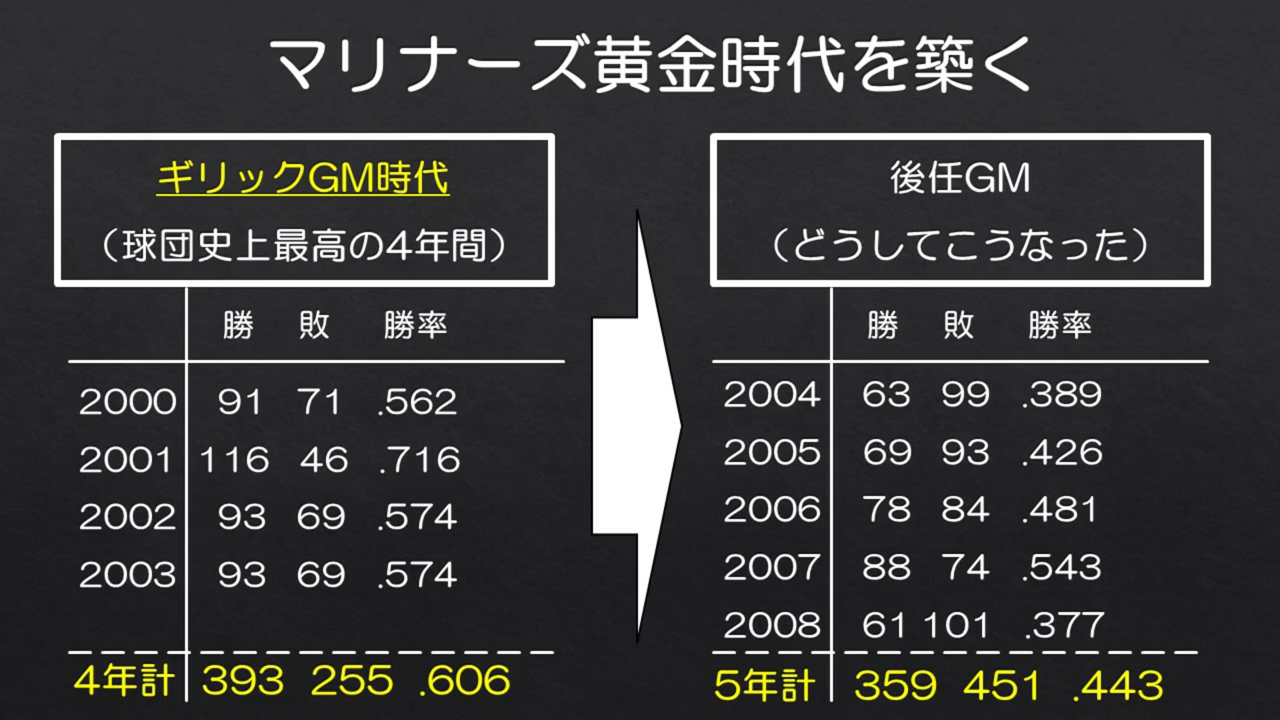 マリナーズ黄金時代を築く
ギリックGM時代
（球団史上最高の4年間）
勝 敗 勝率
2000 91 71 .562
2001 116 46 .716
2002 93 69 .574
2003 93 69 .574
4年計 393 255 .606
後任GM
（どうしてこうなった）
勝 敗 勝率
2004 63 99 .389
2005 69 93 .426
2006 78 84 .481
2007 88 74 .543
2008 61 101 .377
5年計 359 451 .443